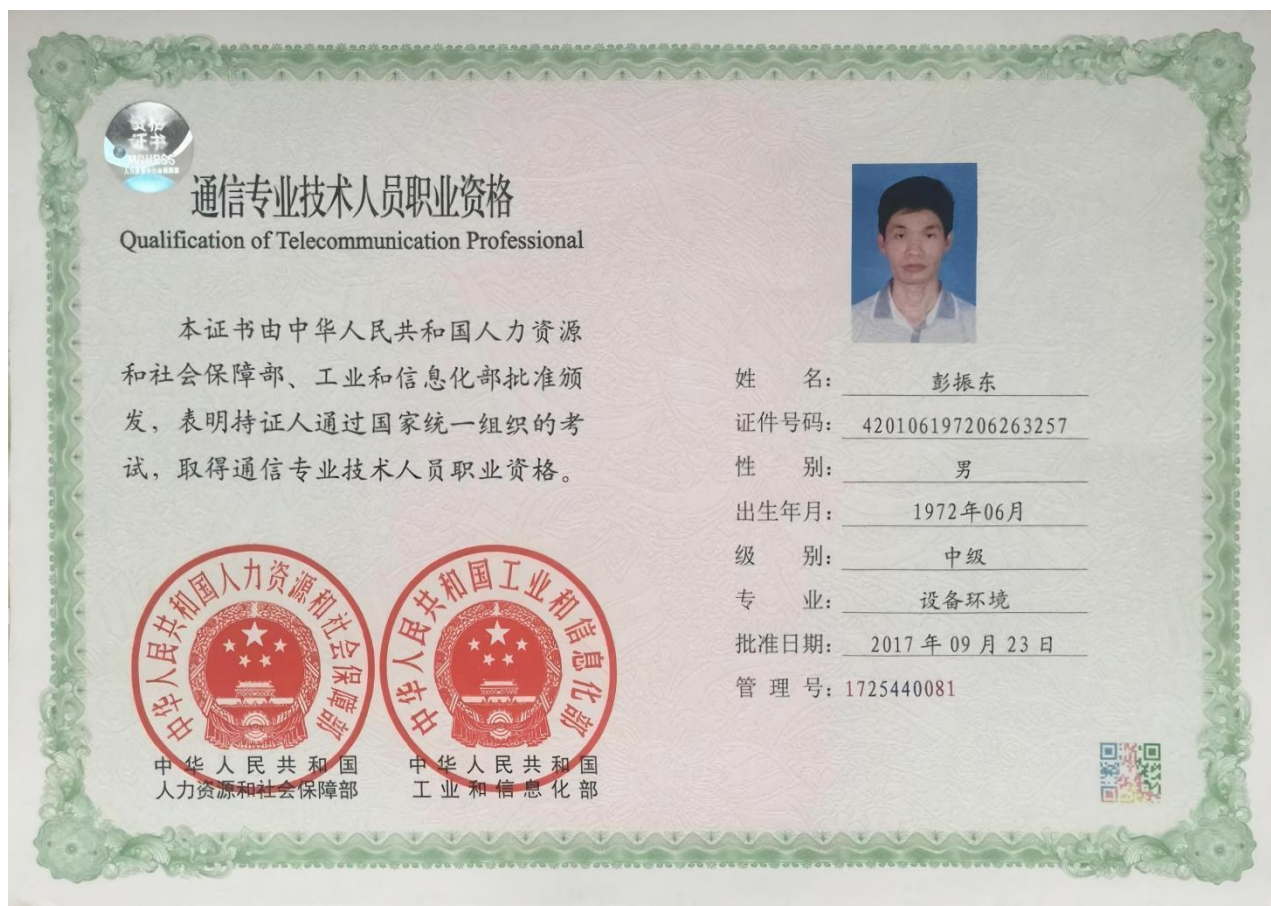 资格
证书
MOHRSS
通信专业技术人员职业资格
Qualification of Telecommunication Professional
本证书由中华人民共和国人力资源
和社会保障部、工业和信息化部批准颁
发，表明持证人通过国家统一组织的考
试，取得通信专业技术人员职业资格。
中华人民共和国人力资源和社会保障部
中华人民共和国
人力资源和社会保障部
中华人民共和国工业和信息化部
中华人民共和国
工业和信息化部
姓 名：彭振东
证件号码：420106197206263257
性 别：男
出生年月：1972年06月
级 别：中级
专 业：设备环境
批准日期：2017 年 09 月 23 日
管 理 号：1725440081